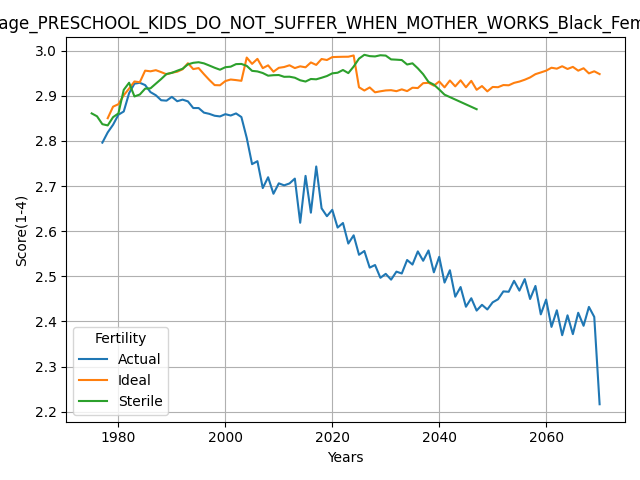 age_PRESCHOOL_KIDS_DO_NOT_SUFFER_WHEN_MOTHER_WORKS_Black_Fem
3.0
2.9
2.8
2.7
2.6
2.5
2.4
2.3
2.2
Score(1-4)
Fertility
Actual
Ideal
Sterile
1980 2000 2020 2040 2060
Years